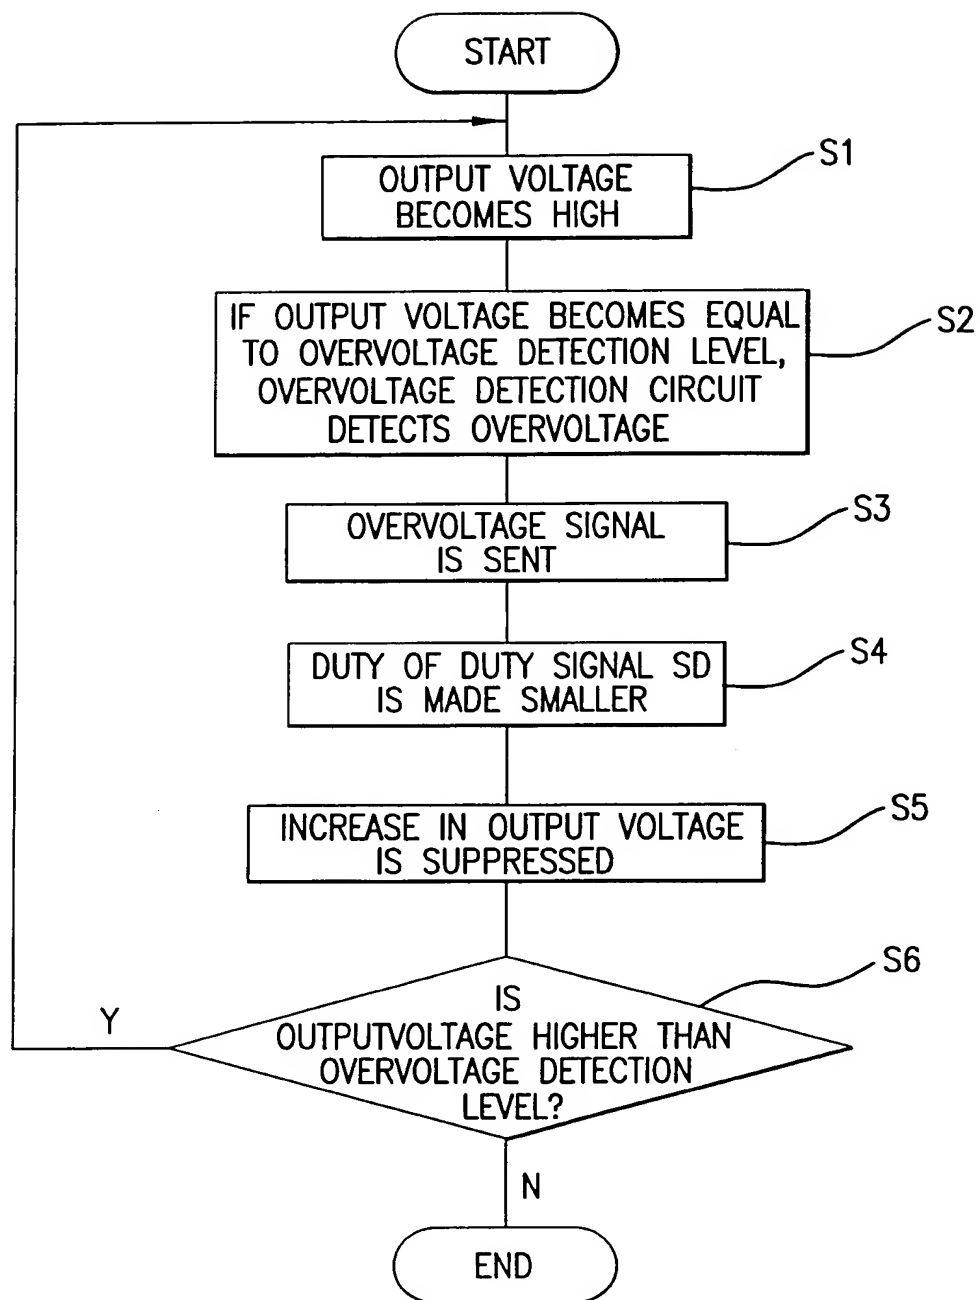 START
S1
OUTPUT VOLTAGE
BECOMES HIGH
S2
IF OUTPUT VOLTAGE BECOMES EQUAL
TO OVERVOLTAGE DETECTION LEVEL,
OVERVOLTAGE DETECTION CIRCUIT
DETECTS OVERVOLTAGE
S3
OVERVOLTAGE SIGNAL
IS SENT
S4
DUTY OF DUTY SIGNAL SD
IS MADE SMALLER
S5
INCREASE IN OUTPUT VOLTAGE
IS SUPPRESSED
S6
IS
OUTPUTVOLTAGE HIGHER THAN
OVERVOLTAGE DETECTION
LEVEL?
Y
N
END